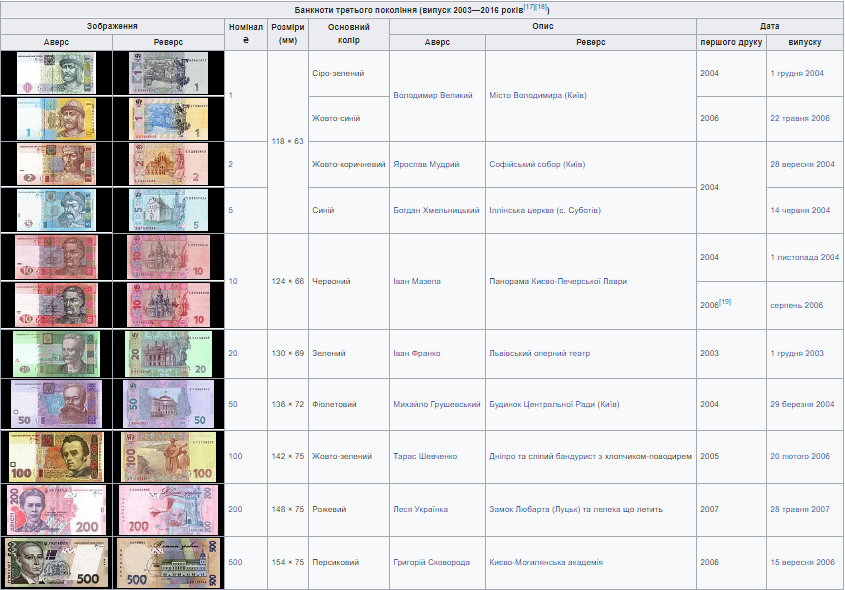 Банкноти третього покоління (випуск 2003—2016 років[17][18])
Зображення Номінал ₴ Розміри (мм) Основний колір Опис Дата
Аверс Реверс Аверс Реверс першого друку випуску
1 118 × 63 Сіро-зелений Володимир Великий Місто Володимира (Київ) 2004 1 грудня 2004
Жовто-синій 2006 22 травня 2006
2 Жовто-коричневий Ярослав Мудрий Софійський собор (Київ) 2004 28 вересня 2004
5 Синій Богдан Хмельницький Іллінська церква (с. Суботів) 14 червня 2004
10 124 × 66 Червоний Іван Мазепа Панорама Києво-Печерської Лаври 2004 1 листопада 2004
2006[19] серпень 2006
20 130 × 69 Зелений Іван Франко Львівський оперний театр 2003 1 грудня 2003
50 136 × 72 Фіолетовий Михайло Грушевський Будинок Центральної Ради (Київ) 2004 29 березня 2004
100 142 × 75 Жовто-зелений Тарас Шевченко Дніпро та сліпий бандурист з хлопчиком-поводирем 2005 20 лютого 2006
200 148 × 75 Рожевий Леся Українка Замок Любарта (Луцьк) та лелека що летить 2007 28 травня 2007
500 154 × 75 Персиковий Григорій Сковорода Києво-Могилянська академія 2006 15 вересня 2006